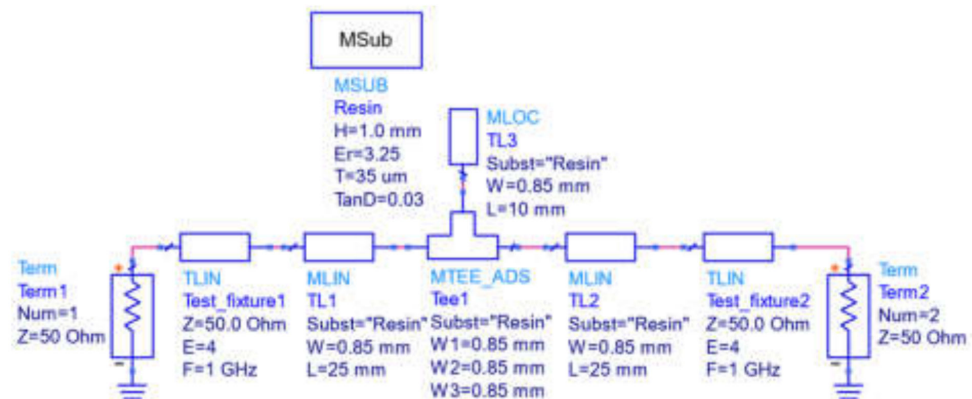 MSub
MSUB
Resin
H=1.0 mm
Er=3.25
T=35 um
TanD=0.03
MLOC
TL3
Subst="Resin"
W=0.85 mm
L=10 mm
Term
Term1
Num=1
Z=50 Ohm
TLIN
Test_fixture1
Z=50.0 Ohm
E=4
F=1 GHz
MLIN
TL1
Subst="Resin"
W=0.85 mm
L=25 mm
MTEE_ADS
Tee1
Subst="Resin"
W1=0.85 mm
W2=0.85 mm
W3=0.85 mm
MLIN
TL2
Subst="Resin"
W=0.85 mm
L=25 mm
TLIN
Test_fixture2
Z=50.0 Ohm
E=4
F=1 GHz
Term
Term2
Num=2
Z=50 Ohm